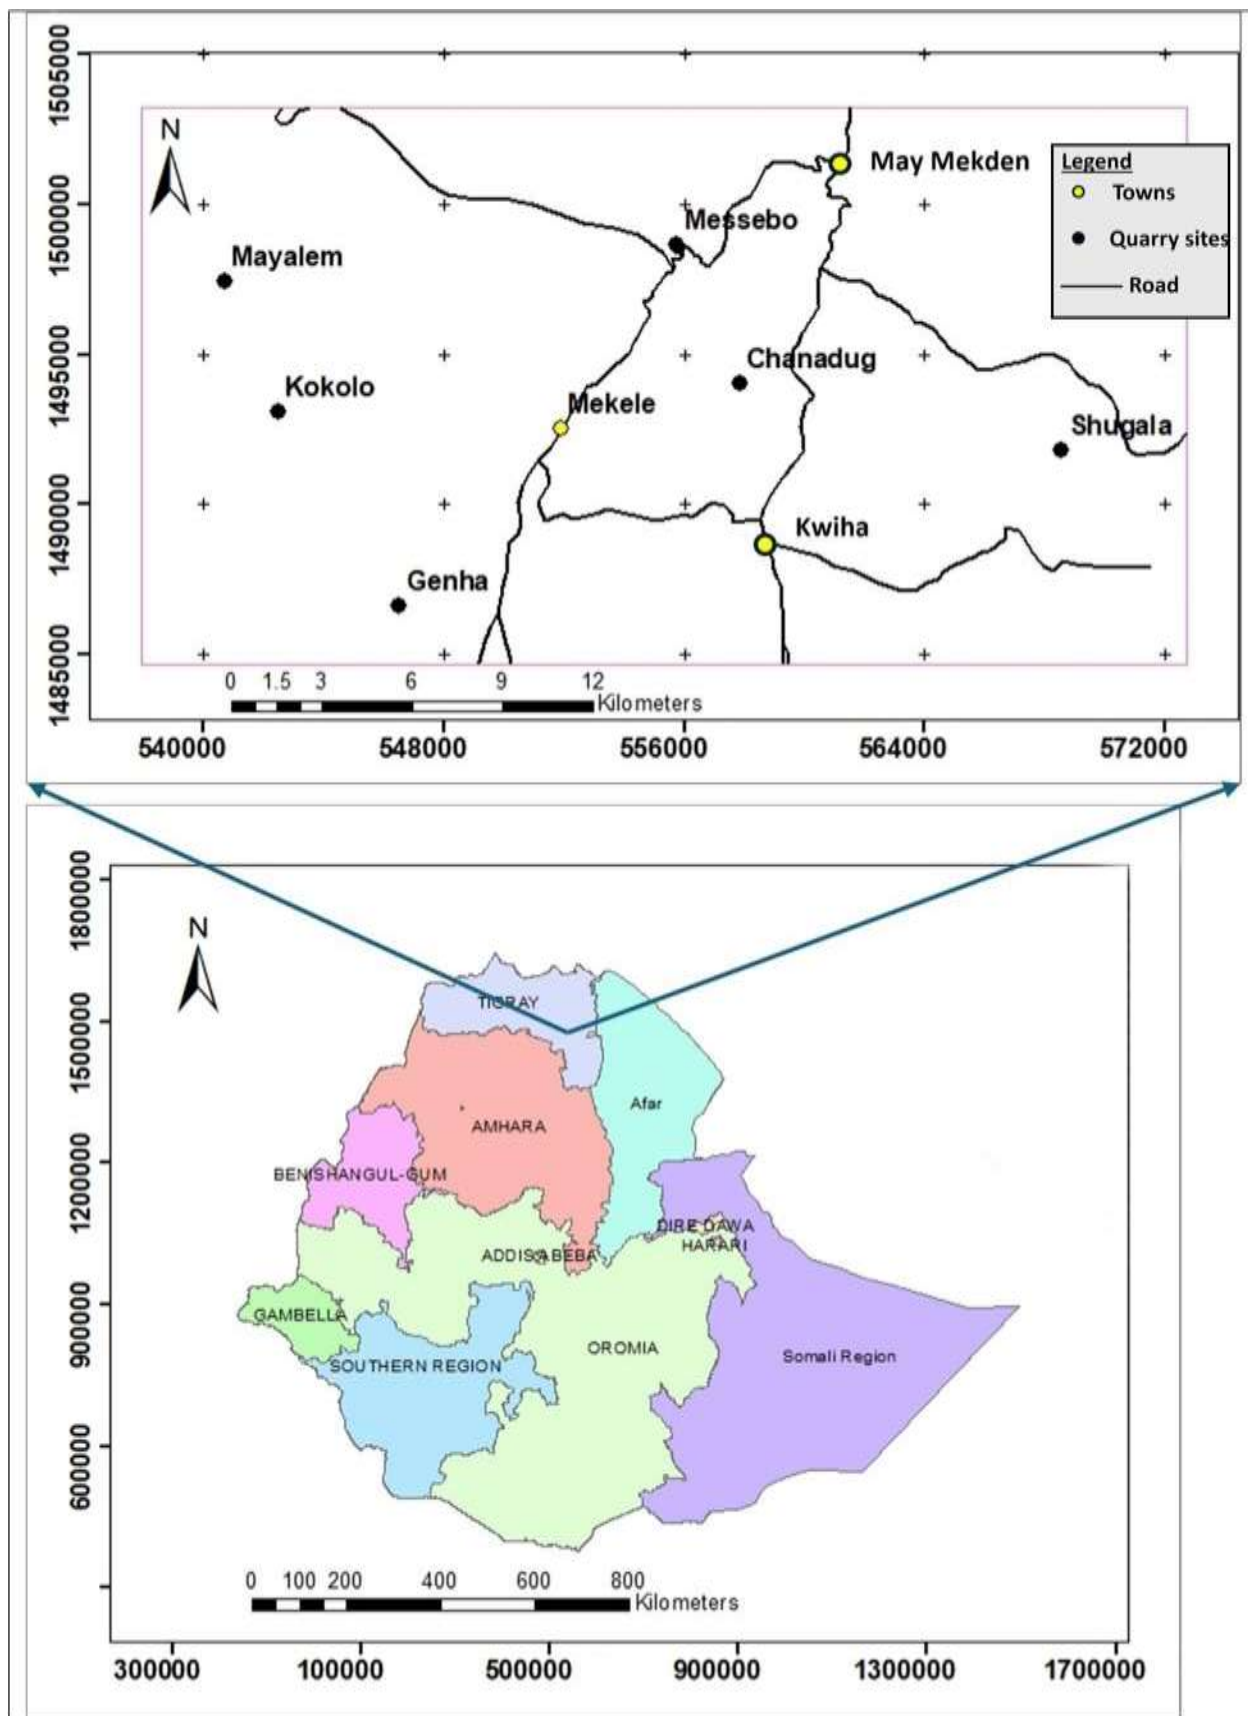 1505000
N
May Mekden
Legend
Towns
Quarry sites
Road
1500000
Messebo
Mayalem
1495000
Chanadug
Kokolo
Mekele
Shugala
1490000
Kwiha
Genha
1485000
0 1.5 3 6 9 12
Kilometers
540000 548000 556000 564000 572000
1800000
N
TIGRAY
1500000
Afar
AMHARA
1200000
BENISHANGUL-GUM
DIRE DAWA
HARARI
ADDIS ABEBA
900000
GAMBELLA
OROMIA
Somali Region
SOUTHERN REGION
600000
0 100 200 400 600 800
Kilometers
300000 100000 500000 900000 1300000 1700000